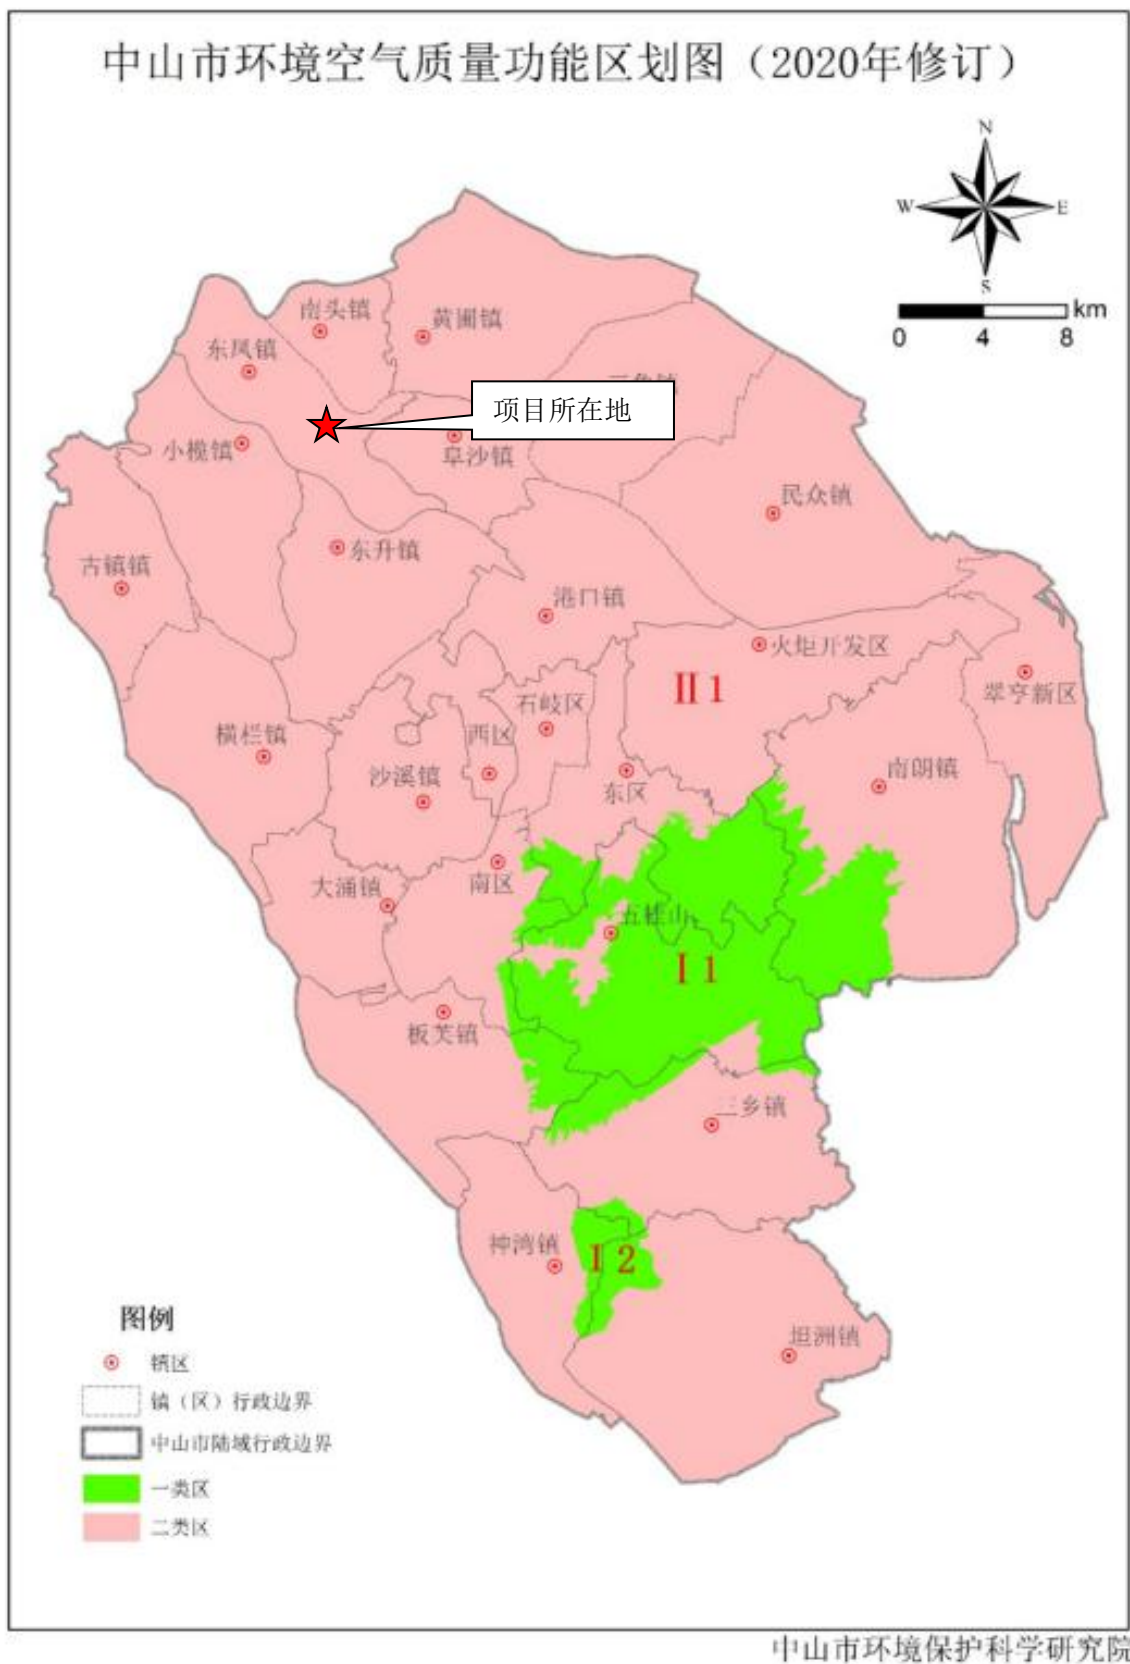 中山市环境空气质量功能区划图（2020年修订）
N
W
E
S
km
0 4 8
南头镇
黄圃镇
东凤镇
项目所在地
小榄镇
阜沙镇
民众镇
东升镇
古镇镇
港口镇
火炬开发区
II 1
翠亨新区
石岐区
横栏镇
西区
沙溪镇
东区
南朗镇
南区
大涌镇
五桂山
I 1
板芙镇
三乡镇
神湾镇
I 2
坦洲镇
图例
镇区
镇（区）行政边界
中山市陆域行政边界
一类区
二类区
中山市环境保护科学研究院